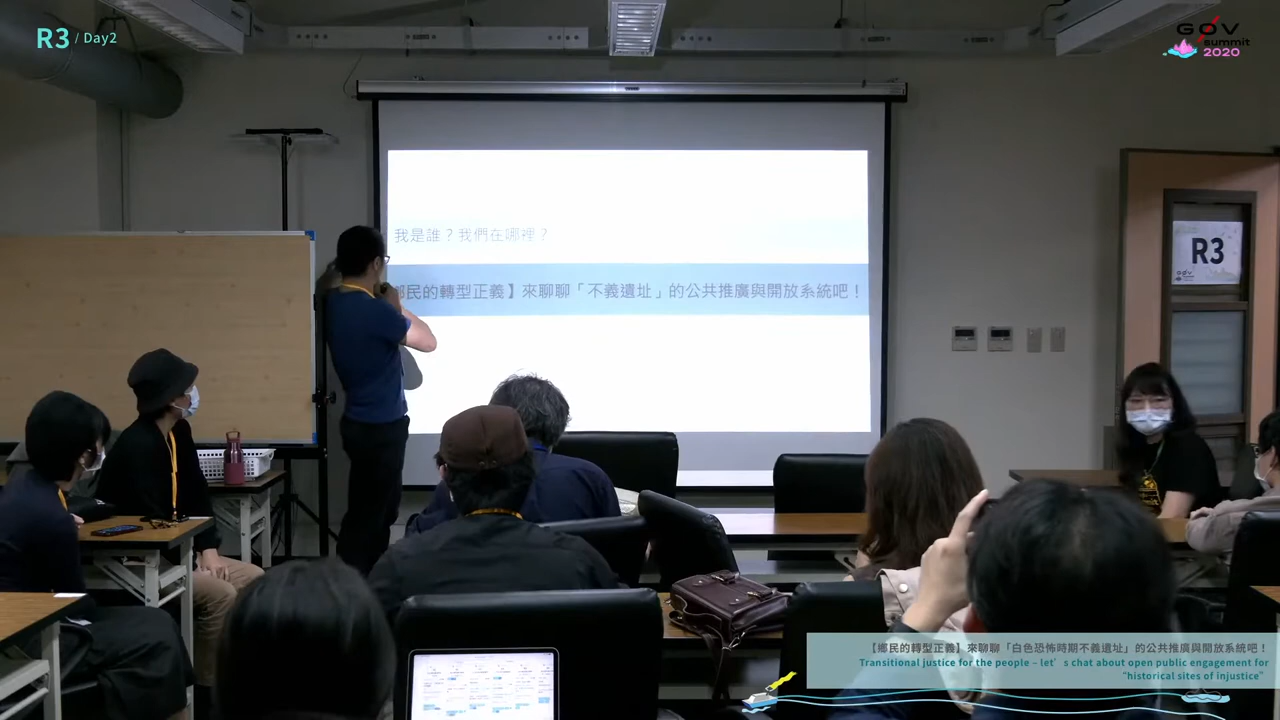 R3 / Day2
G0V
summit
2020
我是誰？我們在哪裡？
鄉民的轉型正義】來聊聊「不義遺址」的公共推廣與開放系統吧！
R3
【鄉民的轉型正義】來聊聊「白色恐怖時期不義遺址」的公共推廣與開放系統吧！
Transitional justice for the people – let's chat about open public engagement for
"historical sites of injustice"